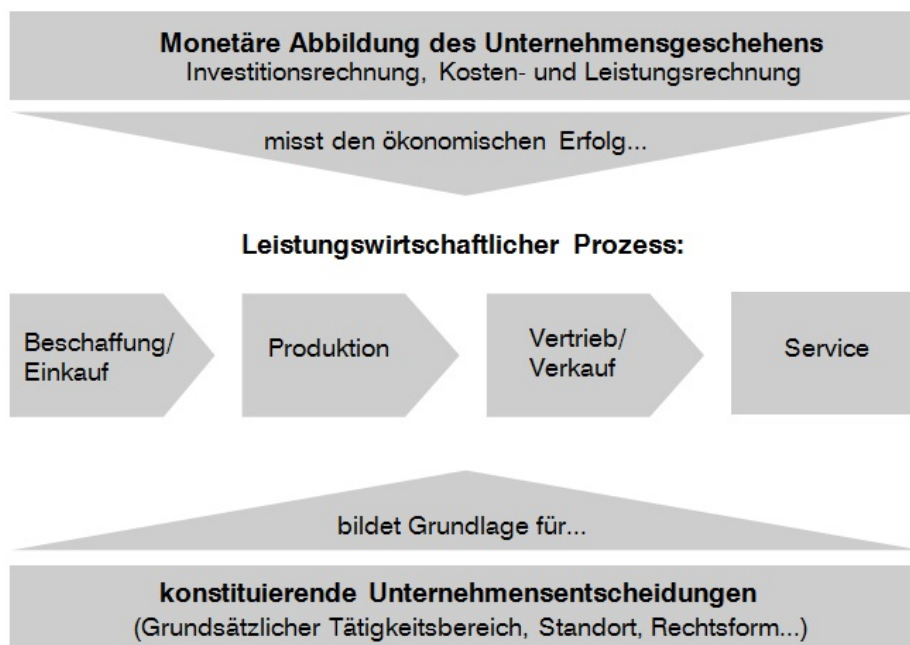 Monetäre Abbildung des Unternehmensgeschehens
Investitionsrechnung, Kosten- und Leistungsrechnung
misst den ökonomischen Erfolg...
Leistungswirtschaftlicher Prozess:
Beschaffung/
Einkauf
Produktion
Vertrieb/
Verkauf
Service
bildet Grundlage für...
konstituierende Unternehmensentscheidungen
(Grundsätzlicher Tätigkeitsbereich, Standort, Rechtsform...)